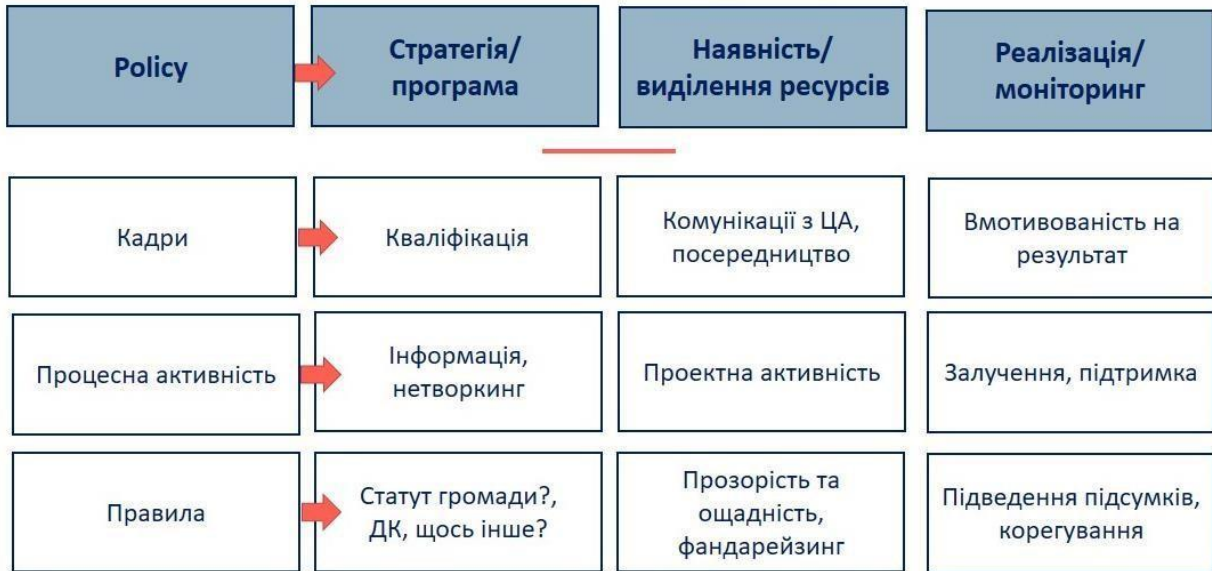 Policy
Стратегія/
програма
Наявність/
виділення ресурсів
Реалізація/
моніторинг
Кадри
Кваліфікація
Комунікації з ЦА,
посередництво
Вмотивованість на
результат
Процесна активність
Інформація,
нетворкинг
Проектна активність
Залучення, підтримка
Правила
Статут громади?,
ДК, щось інше?
Прозорість та
ощадність,
фандарейзинг
Підведення підсумків,
корегування